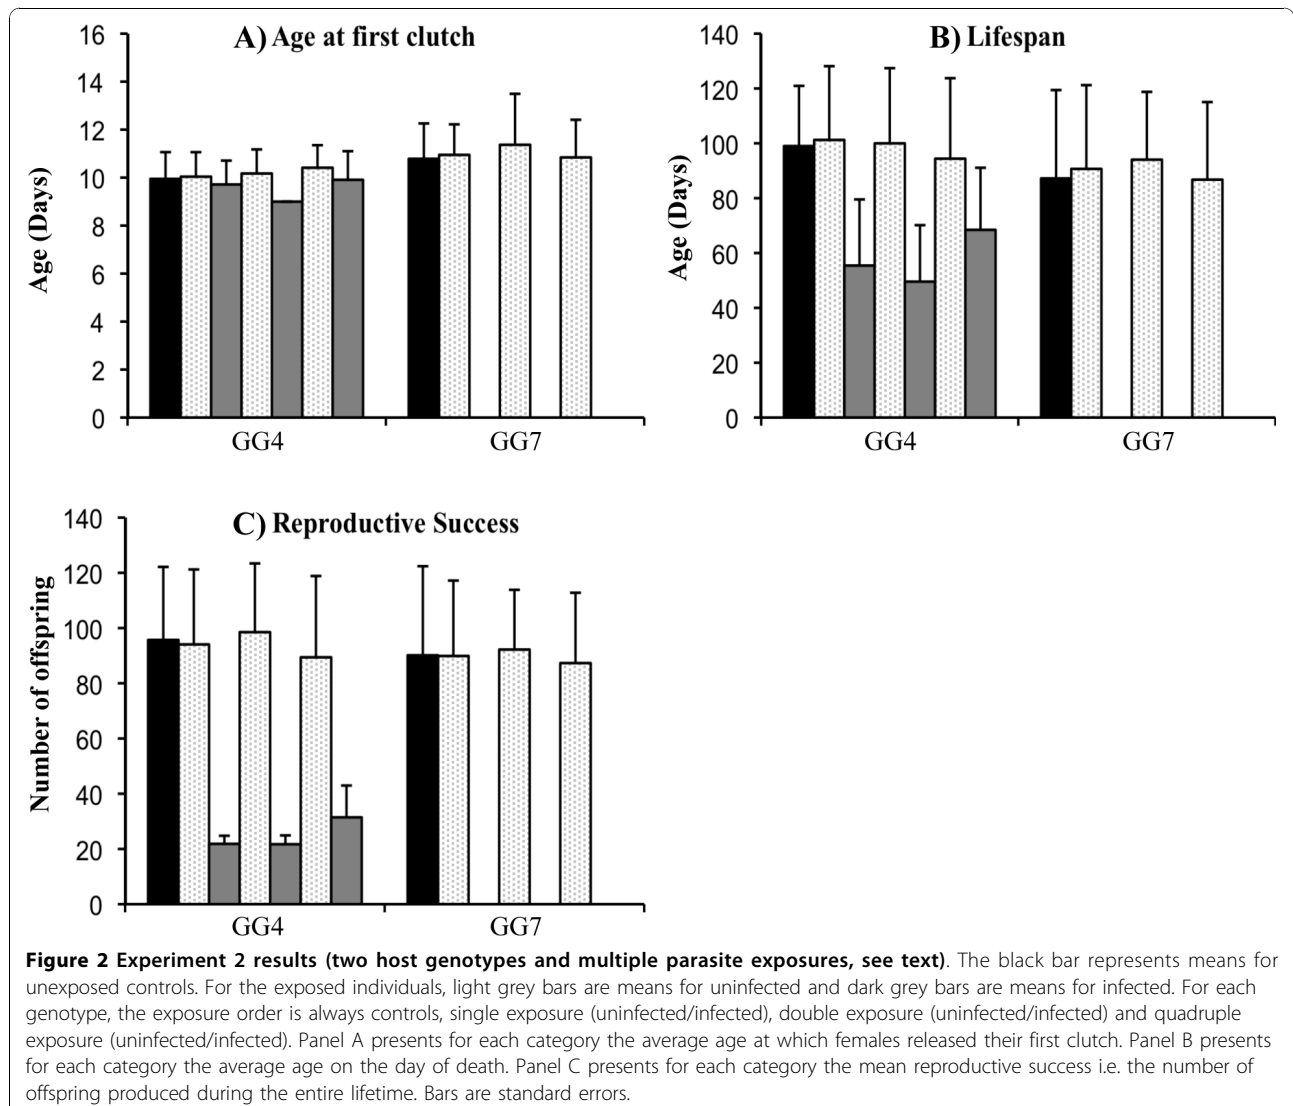 A) Age at first clutch
16
14
12
10
8
6
4
2
0
Age (Days)
GG4 GG7
B) Lifespan
140
120
100
80
60
40
20
0
Age (Days)
GG4 GG7
C) Reproductive Success
140
120
100
80
60
40
20
0
Number of offspring
GG4 GG7
Figure 2 Experiment 2 results (two host genotypes and multiple parasite exposures, see text). The black bar represents means for
unexposed controls. For the exposed individuals, light grey bars are means for uninfected and dark grey bars are means for infected. For each
genotype, the exposure order is always controls, single exposure (uninfected/infected), double exposure (uninfected/infected) and quadruple
exposure (uninfected/infected). Panel A presents for each category the average age at which females released their first clutch. Panel B presents
for each category the average age on the day of death. Panel C presents for each category the mean reproductive success i.e. the number of
offspring produced during the entire lifetime. Bars are standard errors.